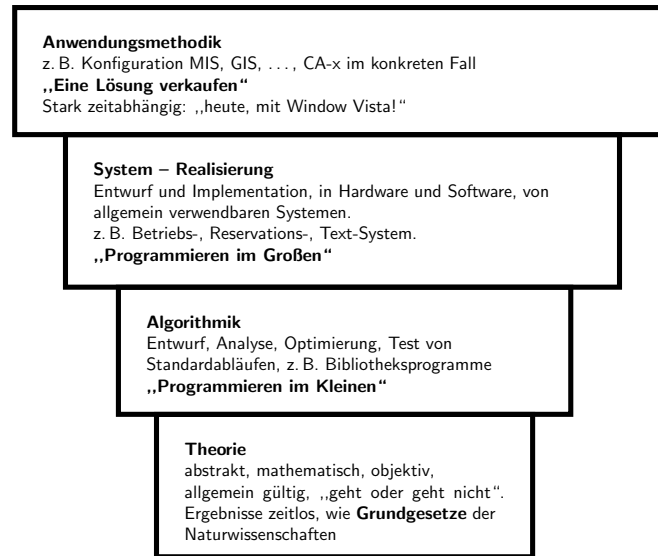 Anwendungsmethodik
z. B. Konfiguration MIS, GIS, . . . , CA-x im konkreten Fall
,,Eine Lösung verkaufen“
Stark zeitabhängig: ,,heute, mit Window Vista!“
System – Realisierung
Entwurf und Implementation, in Hardware und Software, von
allgemein verwendbaren Systemen.
z. B. Betriebs-, Reservations-, Text-System.
,,Programmieren im Großen“
Algorithmik
Entwurf, Analyse, Optimierung, Test von
Standardabläufen, z. B. Bibliotheksprogramme
,,Programmieren im Kleinen“
Theorie
abstrakt, mathematisch, objektiv,
allgemein gültig, ,,geht oder geht nicht“.
Ergebnisse zeitlos, wie Grundgesetze der
Naturwissenschaften